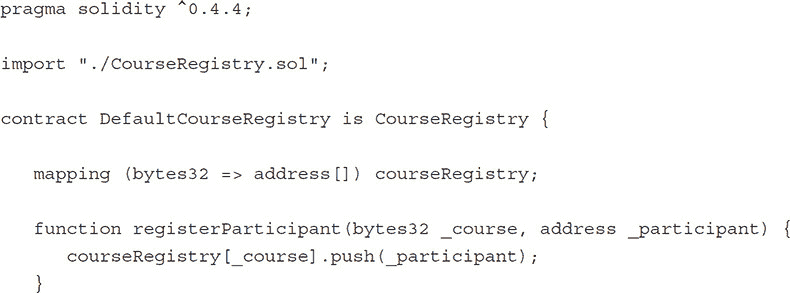 pragma solidity ^0.4.4;
import "./CourseRegistry.sol";
contract DefaultCourseRegistry is CourseRegistry {
mapping (bytes32 => address[]) courseRegistry;
function registerParticipant(bytes32 _course, address _participant) {
courseRegistry[_course].push(_participant);
}